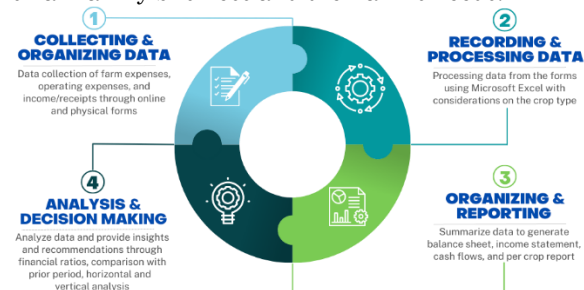 1
COLLECTING &
ORGANIZING DATA
Data collection of farm expenses,
operating expenses, and
income/receipts through online
and physical forms
2
RECORDING &
PROCESSING DATA
Processing data from the forms
using Microsoft Excel with
considerations on the crop type
3
ORGANIZING &
REPORTING
Summarize data to generate
balance sheet, income statement,
cash flows, and per crop report
4
ANALYSIS &
DECISION MAKING
Analyze data and provide insights
and recommendations through
financial ratios, comparison with
prior period, horizontal and
vertical analysis